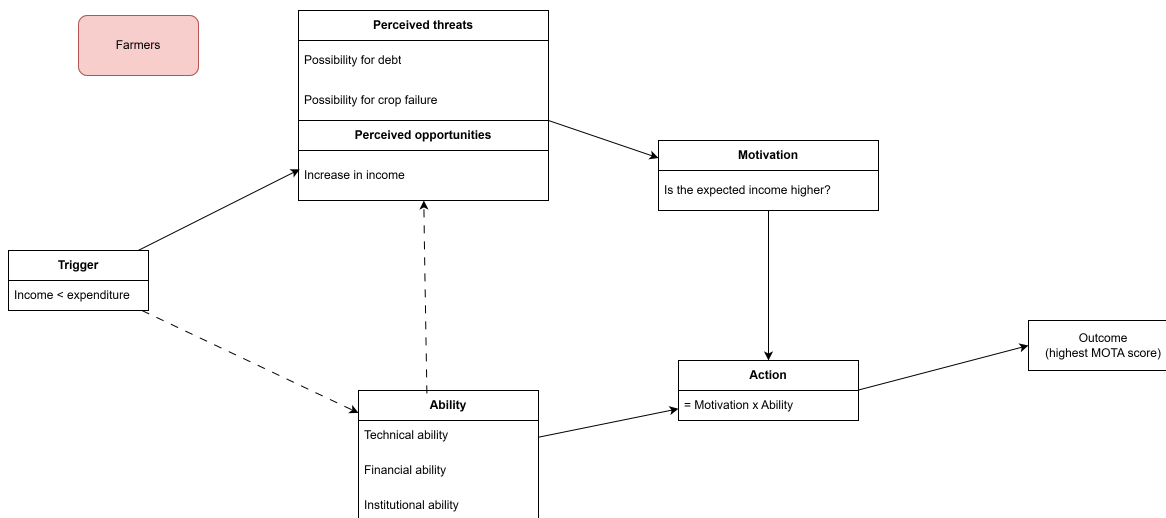 Farmers
Perceived threats
Possibility for debt
Possibility for crop failure
Perceived opportunities
Increase in income
Motivation
Is the expected income higher?
Trigger
Income < expenditure
Ability
Technical ability
Financial ability
Institutional ability
Action
= Motivation x Ability
Outcome
(highest MOTA score)